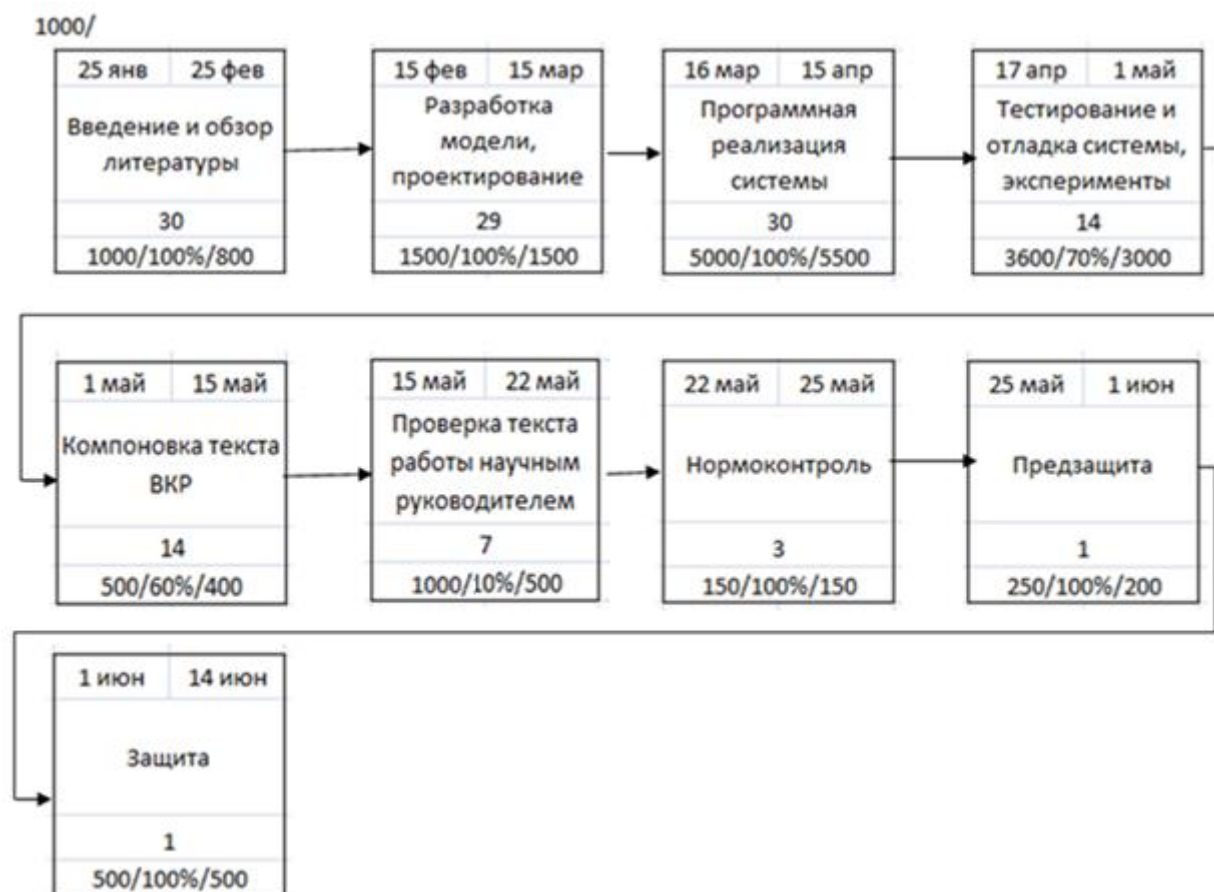 1000/
25 янв 25 фев
Введение и обзор
литературы
30
1000/100%/800
15 фев 15 мар
Разработка
модели,
проектирование
29
1500/100%/1500
16 мар 15 апр
Программная
реализация
системы
30
5000/100%/5500
17 апр 1 май
Тестирование и
отладка системы,
эксперименты
14
3600/70%/3000
1 май 15 май
Компоновка текста
ВКР
14
500/60%/400
15 май 22 май
Проверка текста
работы научным
руководителем
7
1000/10%/500
22 май 25 май
Нормоконтроль
3
150/100%/150
25 май 1 июн
Предзащита
1
250/100%/200
1 июн 14 июн
Защита
1
500/100%/500